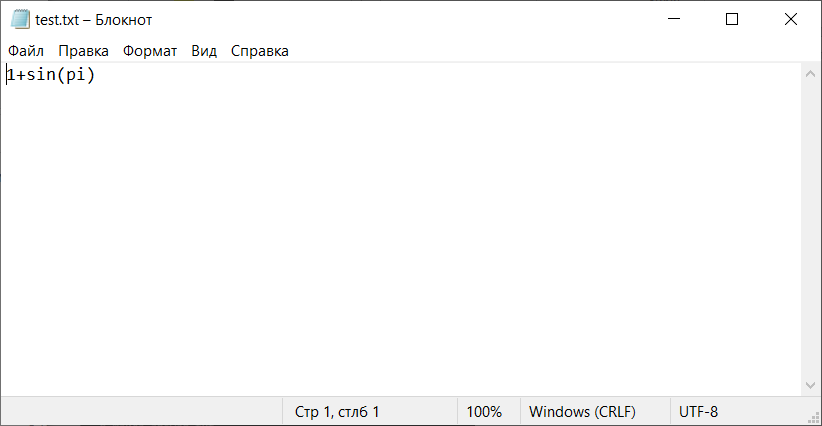 test.txt – Блокнот
Файл Правка Формат Вид Справка
1+sin(pi)
Стр 1, стлб 1 100% Windows (CRLF) UTF-8